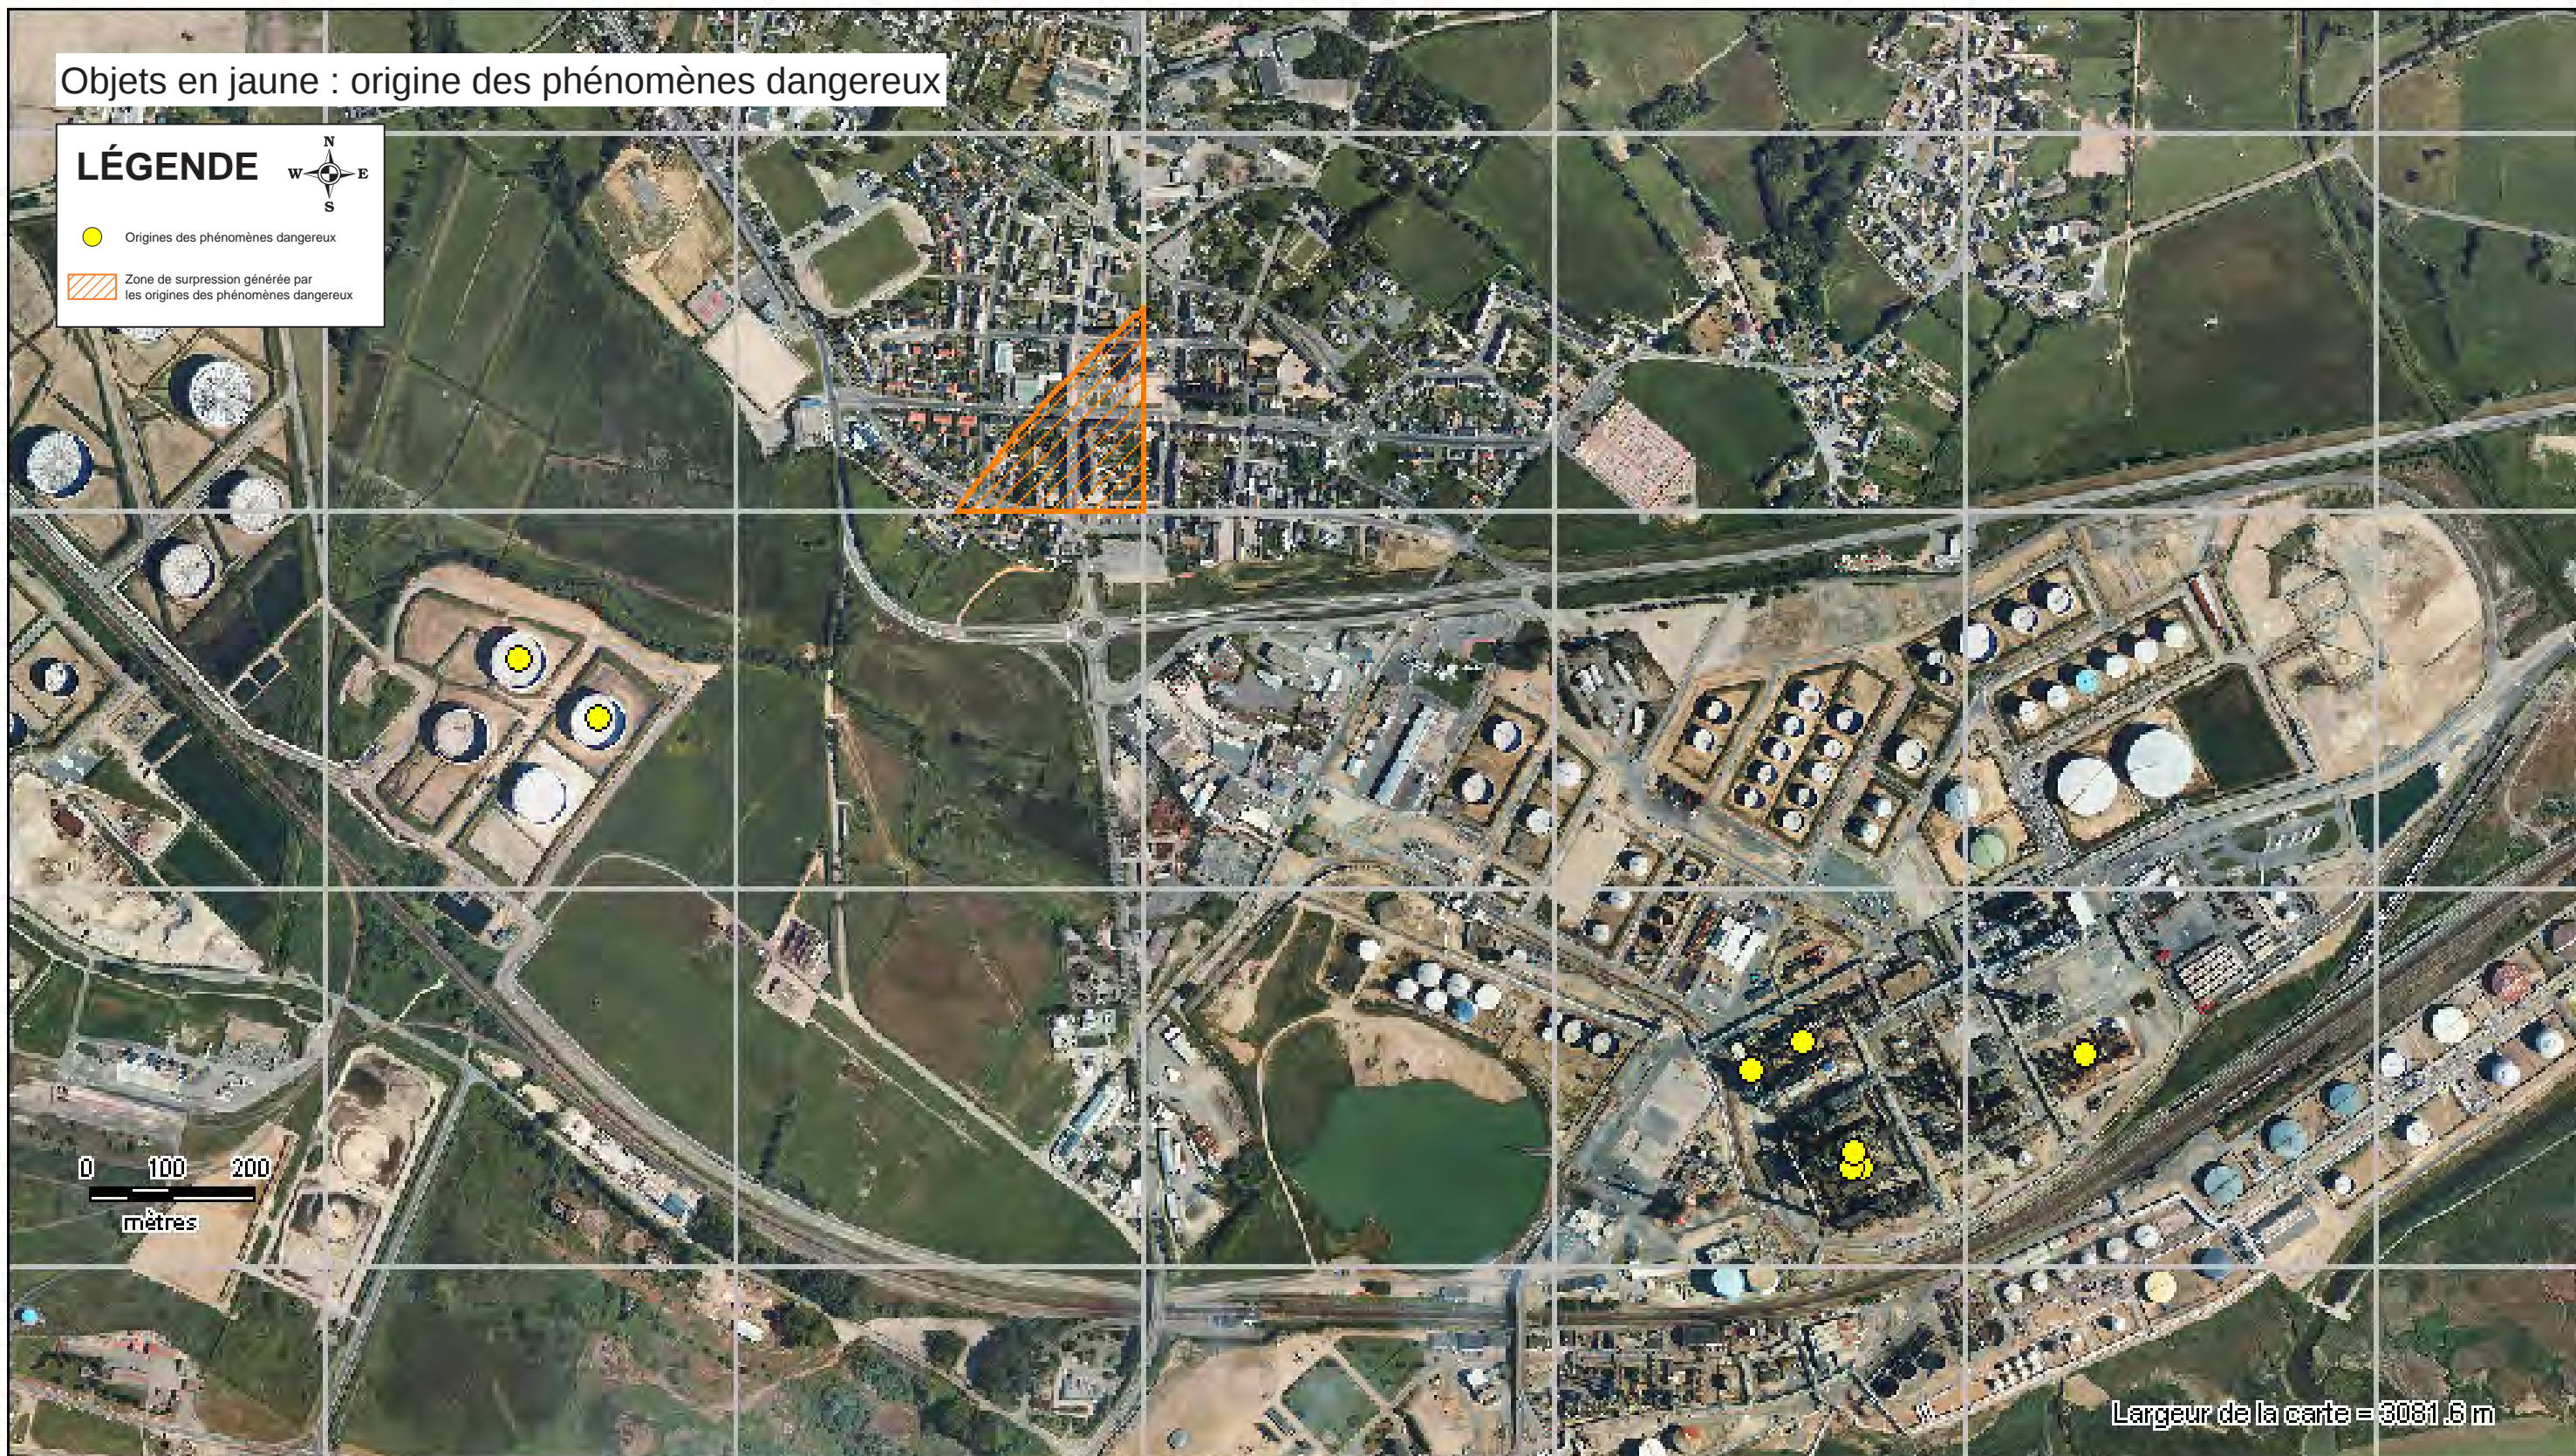 Objets en jaune : origine des phénomènes dangereux
LÉGENDE
N
W E
S
Origines des phénomènes dangereux
Zone de surpression générée par
les origines des phénomènes dangereux
0 100 200
mètres
Largeur de la carte = 3081.6 m